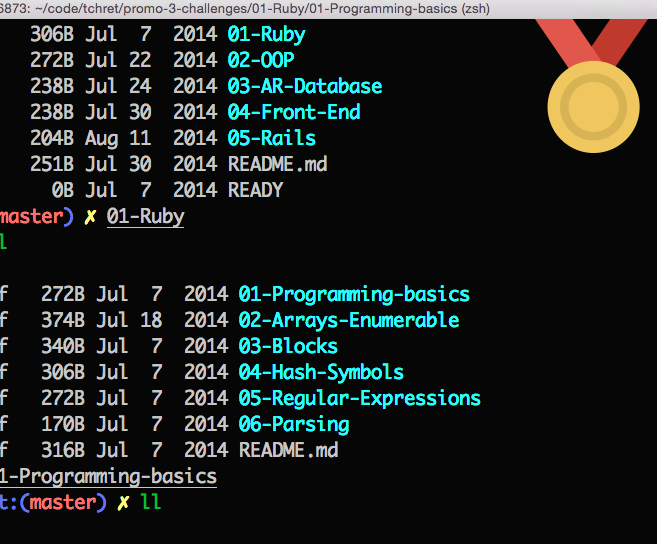 6873: ~/code/tchret/promo-3-challenges/01-Ruby/01-Programming-basics (zsh)
306B Jul 7 2014 01-Ruby
272B Jul 22 2014 02-OOP
238B Jul 24 2014 03-AR-Database
238B Jul 30 2014 04-Front-End
204B Aug 11 2014 05-Rails
251B Jul 30 2014 README.md
0B Jul 7 2014 READY
master) ✗ 01-Ruby
l
f 272B Jul 7 2014 01-Programming-basics
f 374B Jul 18 2014 02-Arrays-Enumerable
f 340B Jul 7 2014 03-Blocks
f 306B Jul 7 2014 04-Hash-Symbols
f 272B Jul 7 2014 05-Regular-Expressions
f 170B Jul 7 2014 06-Parsing
f 316B Jul 7 2014 README.md
1-Programming-basics
t:(master) ✗ ll